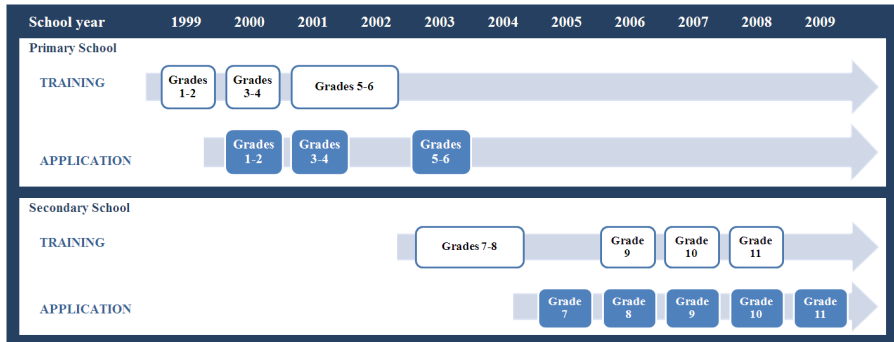 School year 1999 2000 2001 2002 2003 2004 2005 2006 2007 2008 2009
Primary School
TRAINING
Grades
1-2
Grades
3-4
Grades 5-6
APPLICATION
Grades
1-2
Grades
3-4
Grades
5-6
Secondary School
TRAINING
Grades 7-8
Grade
9
Grade
10
Grade
11
APPLICATION
Grade
7
Grade
8
Grade
9
Grade
10
Grade
11